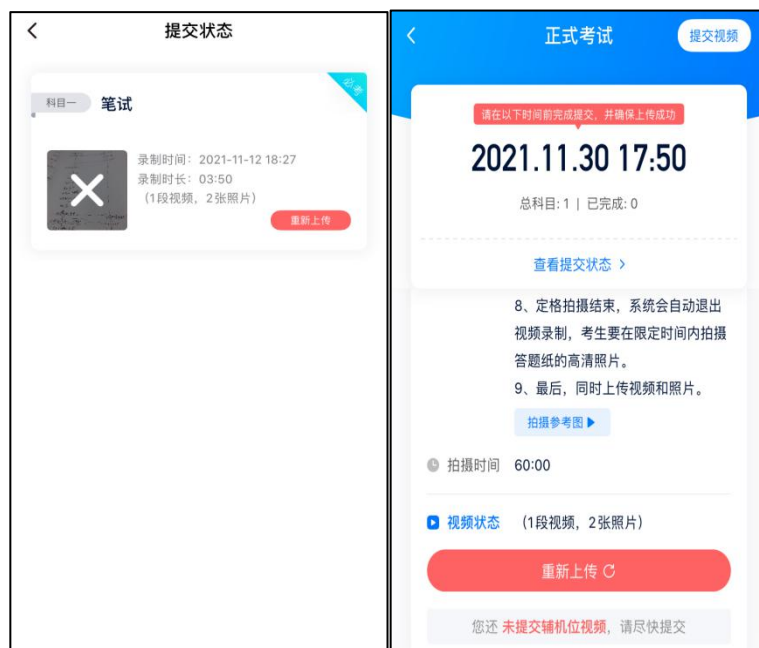 提交状态
必考
科目一
笔试
录制时间：2021-11-12 18:27
录制时长：03:50
（1段视频，2张照片）
重新上传
正式考试
提交视频
请在以下时间前完成提交，并确保上传成功
2021.11.30 17:50
总科目: 1 | 已完成: 0
查看提交状态 >
8、定格拍摄结束，系统会自动退出
视频录制，考生要在限定时间内拍摄
答题纸的高清照片。
9、最后，同时上传视频和照片。
拍摄参考图▶
拍摄时间 60:00
视频状态 （1段视频，2张照片）
重新上传
您还 未提交辅机位视频，请尽快提交